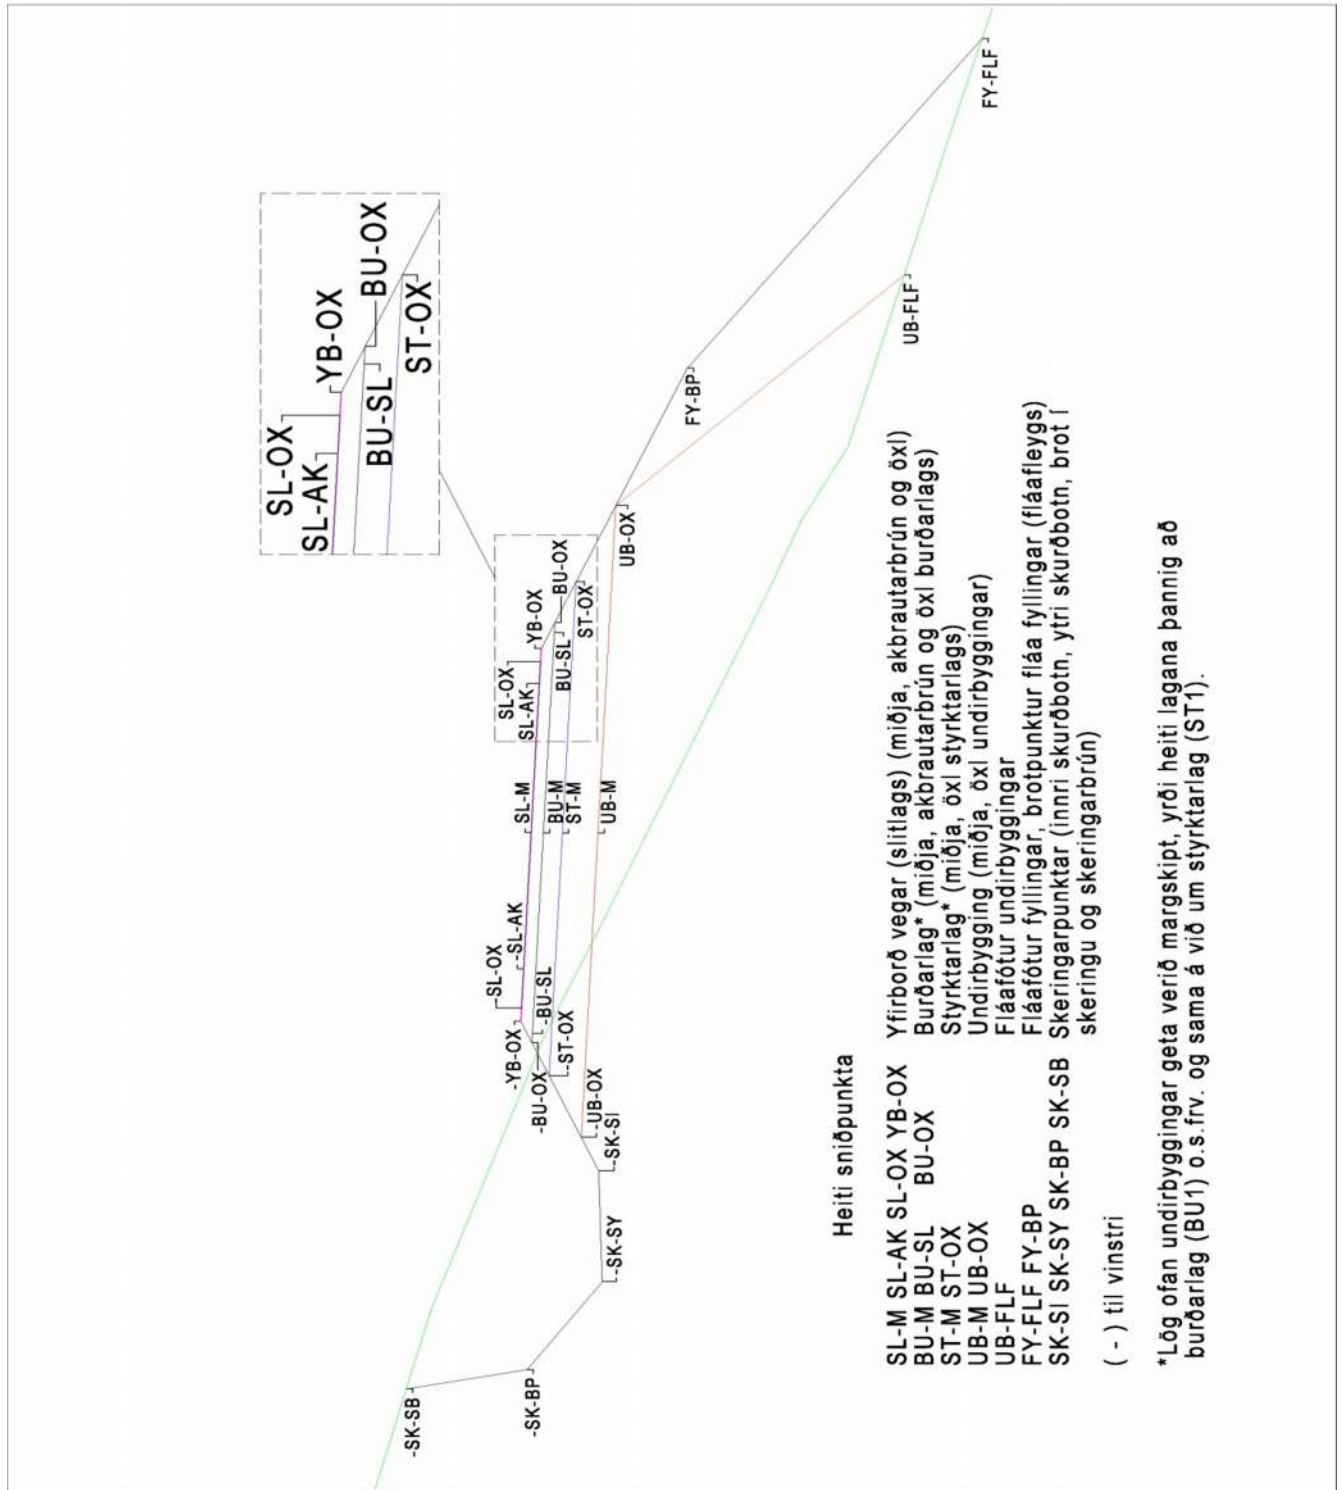 SL-OX
SL-AK
YB-OX
BU-SL
BU-OX
ST-OX
-SK-SB
-SK-BP
-SK-SY
-SK-SI
-UB-OX
-BU-OX
-YB-OX
-ST-OX
-SL-OX
-BU-SL
-SL-AK
SL-M
BU-M
ST-M
UB-M
SL-AK
SL-OX
YB-OX
BU-SL
BU-OX
ST-OX
UB-OX
FY-BP
UB-FLF
FY-FLF
Heiti sniðpunkta
SL-M SL-AK SL-OX YB-OX Yfirborð vegar (slitlags) (miðja, akbrautarbrún og öxl)
BU-M BU-SL BU-OX Burðarlag* (miðja, akbrautarbrún og öxl burðarlags)
ST-M ST-OX Styrktarlag* (miðja, öxl styrktarlags)
UB-M UB-OX Undirbygging (miðja, öxl undirbyggingar)
UB-FLF Fláafótur undirbyggingar
FY-FLF FY-BP Fláafótur fyllingar, brotpunktur fláa fyllingar (fláafleygs)
SK-SI SK-SY SK-BP SK-SB Skeringarpunktar (innri skurðbotn, ytri skurðbotn, brot í
skeringu og skeringarbrún)
( - ) til vinstri
*Lög ofan undirbyggingar geta verið margskipt, yrði heiti lagana þannig að
burðarlag (BU1) o.s.frv. og sama á við um styrktarlag (ST1).